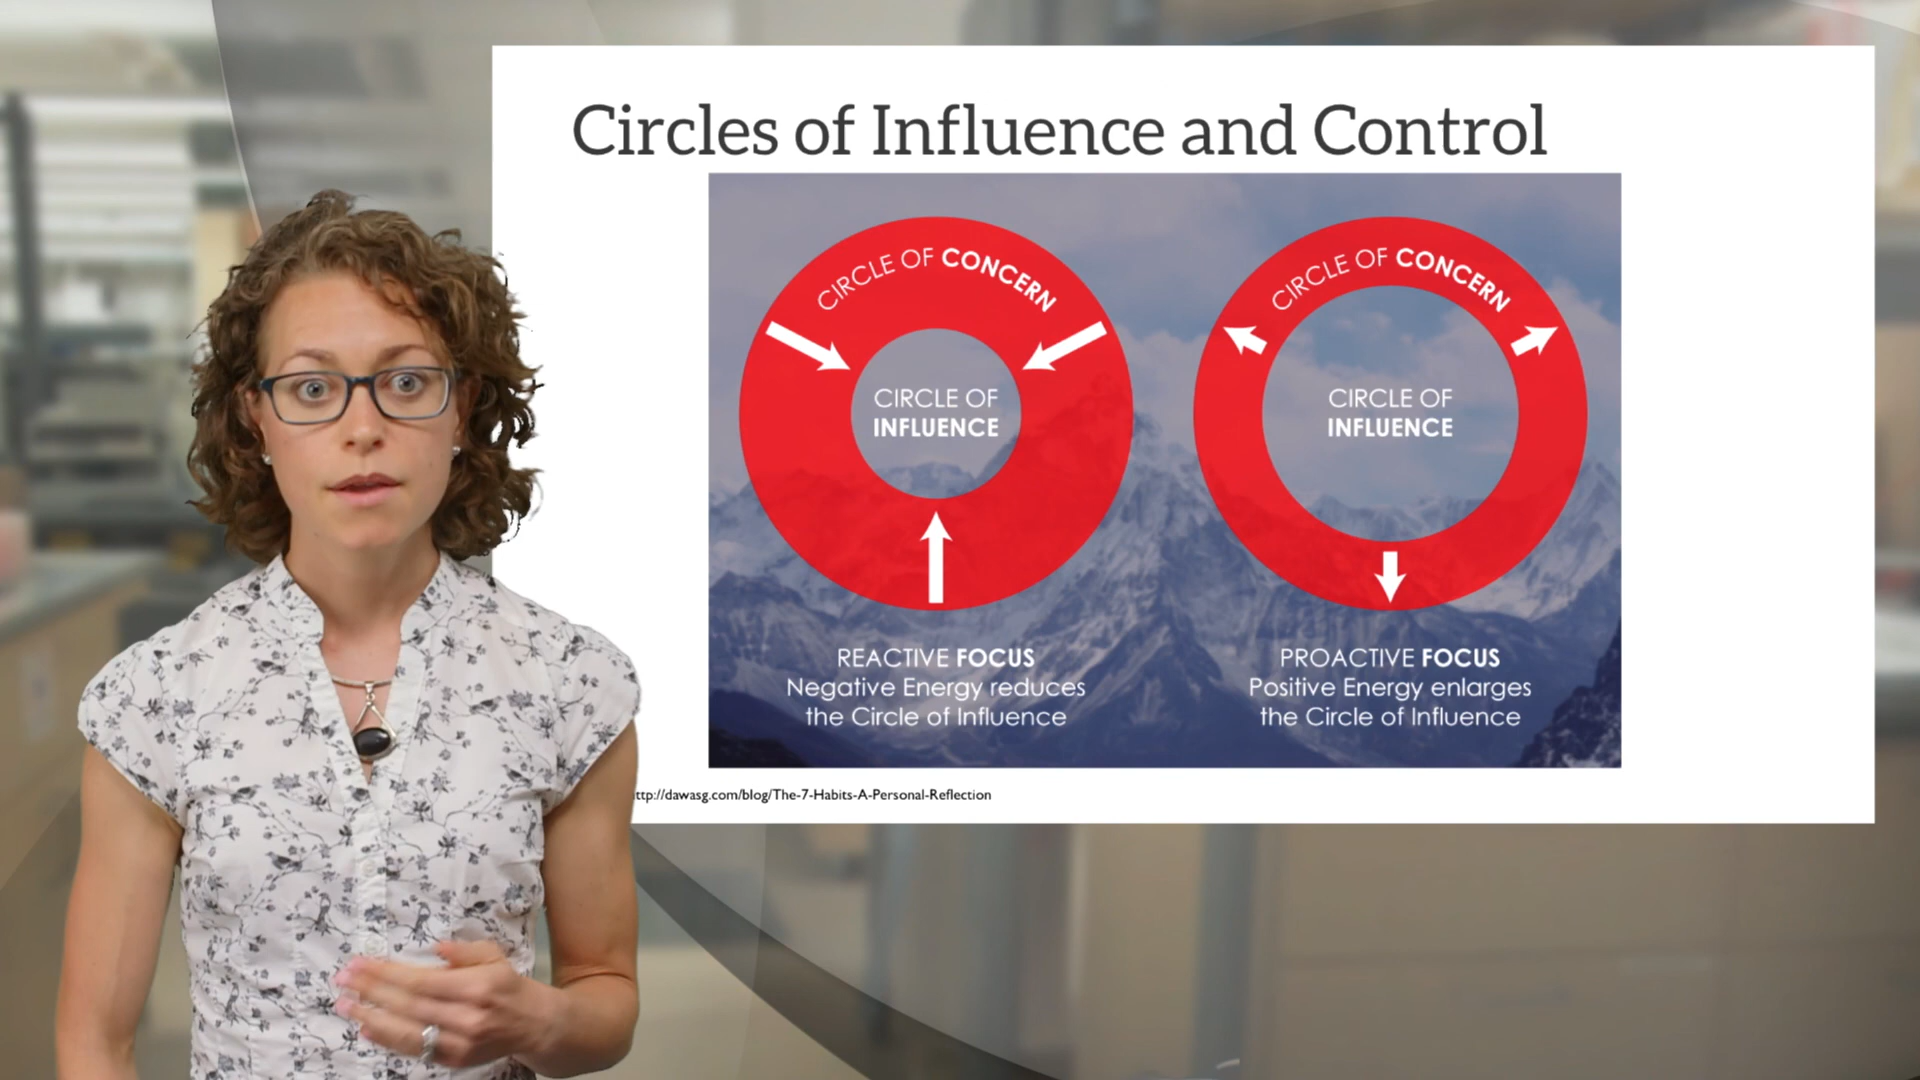 Circles of Influence and Control
CIRCLE OF CONCERN
CIRCLE OF
INFLUENCE
REACTIVE FOCUS
Negative Energy reduces
the Circle of Influence
CIRCLE OF CONCERN
CIRCLE OF
INFLUENCE
PROACTIVE FOCUS
Positive Energy enlarges
the Circle of Influence
ttp://dawasg.com/blog/The-7-Habits-A-Personal-Reflection